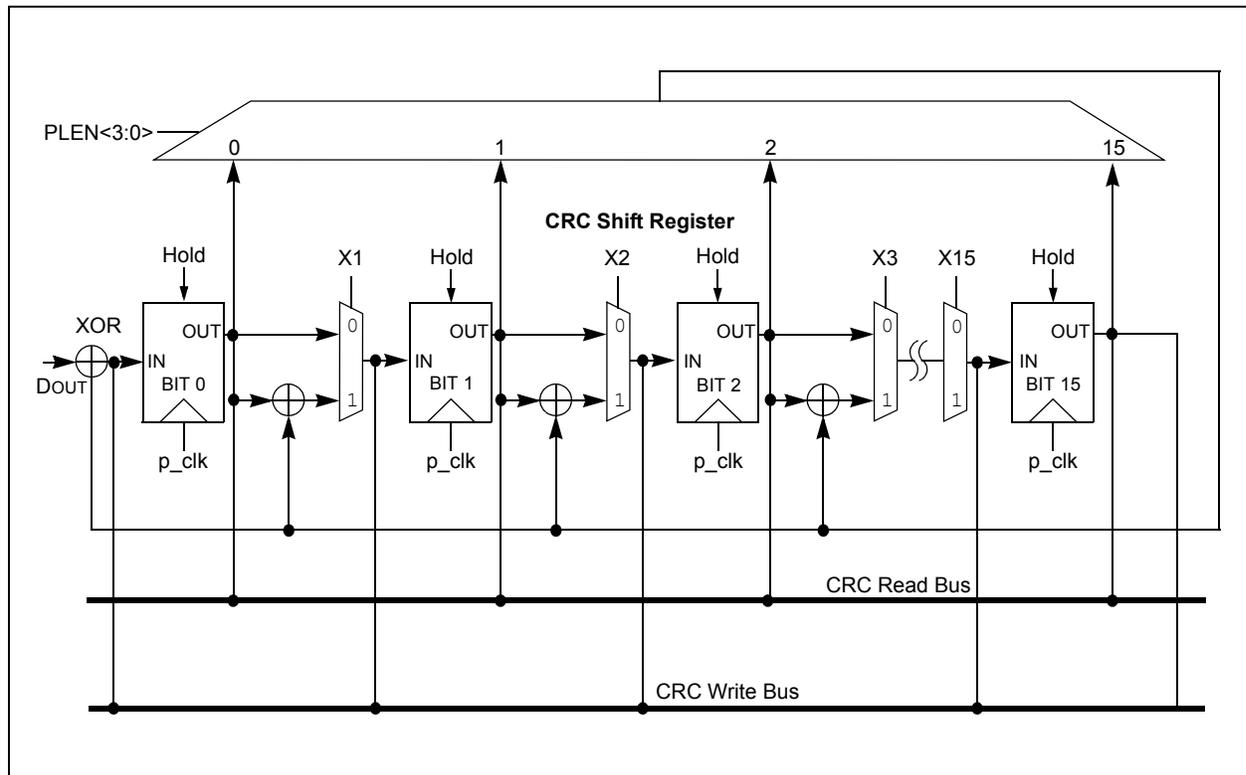 PLEN<3:0>
0 1 2 15
CRC Shift Register
Hold X1 Hold X2 Hold X3 X15 Hold
XOR
OUT 0 OUT 0 OUT 0 0 OUT
IN IN IN IN
DOUT
BIT 0 BIT 1 BIT 2 BIT 15
1 1 1 1
p_clk p_clk p_clk p_clk
CRC Read Bus
CRC Write Bus